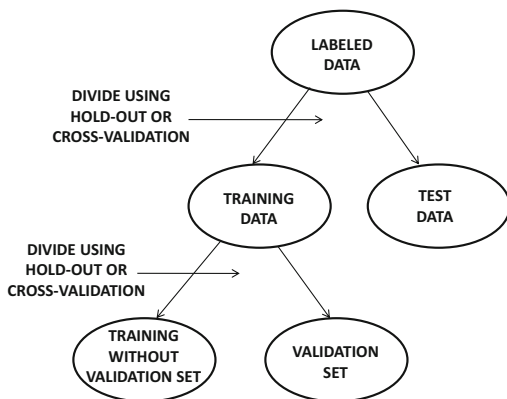 LABELED
DATA
DIVIDE USING
HOLD-OUT OR
CROSS-VALIDATION
TRAINING
DATA
TEST
DATA
DIVIDE USING
HOLD-OUT OR
CROSS-VALIDATION
TRAINING
WITHOUT
VALIDATION SET
VALIDATION
SET